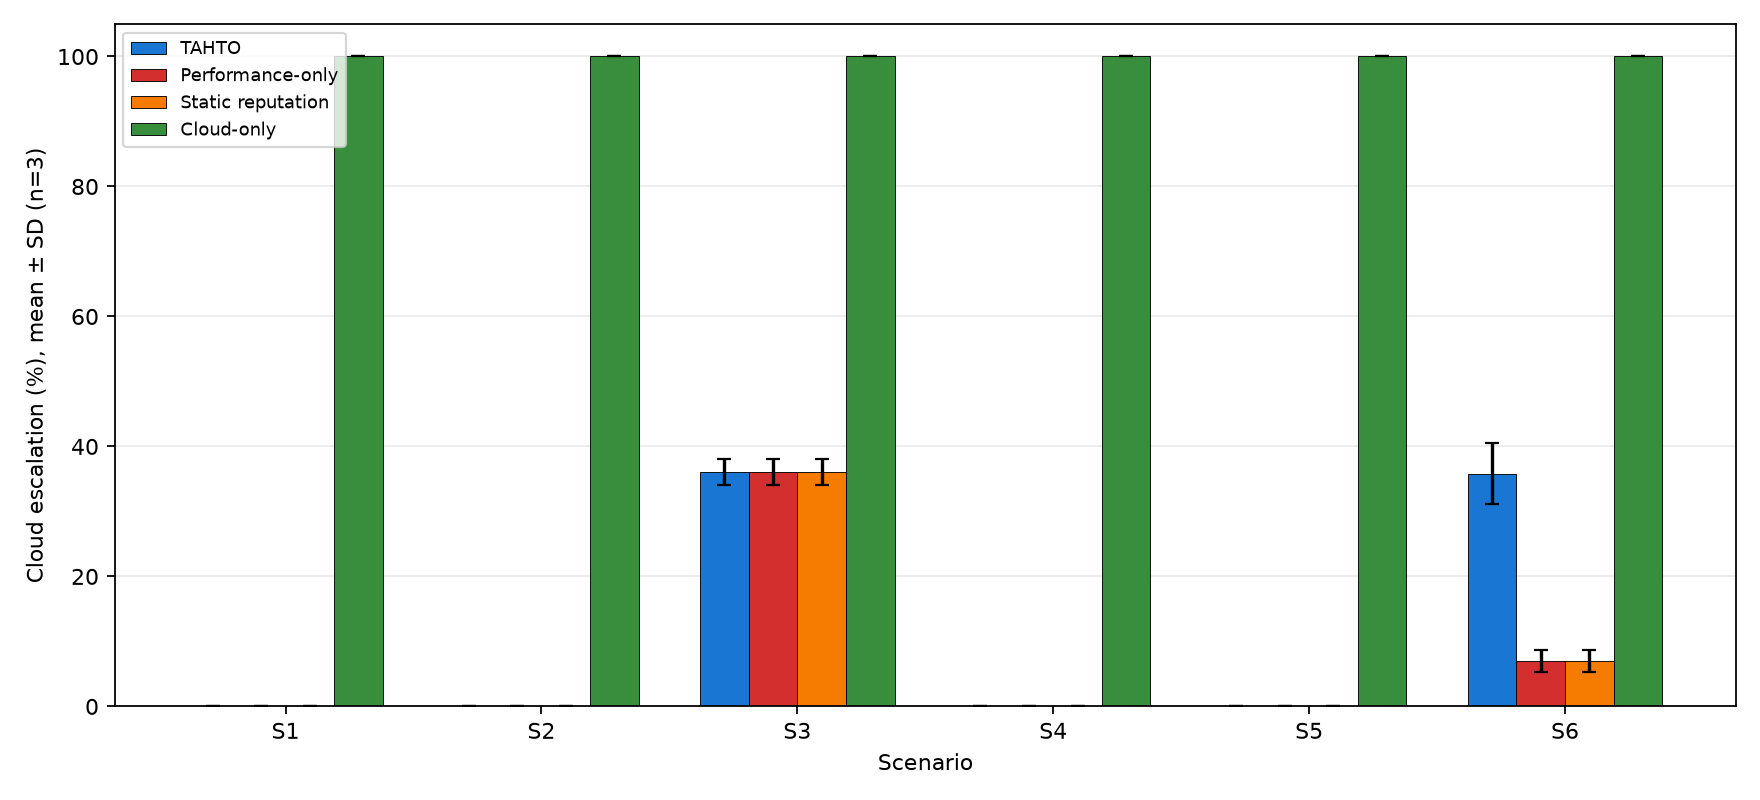 TAHTO
Performance-only
Static reputation
Cloud-only
Cloud escalation (%), mean ± SD (n=3)
100
80
60
40
20
0
S1 S2 S3 S4 S5 S6
Scenario